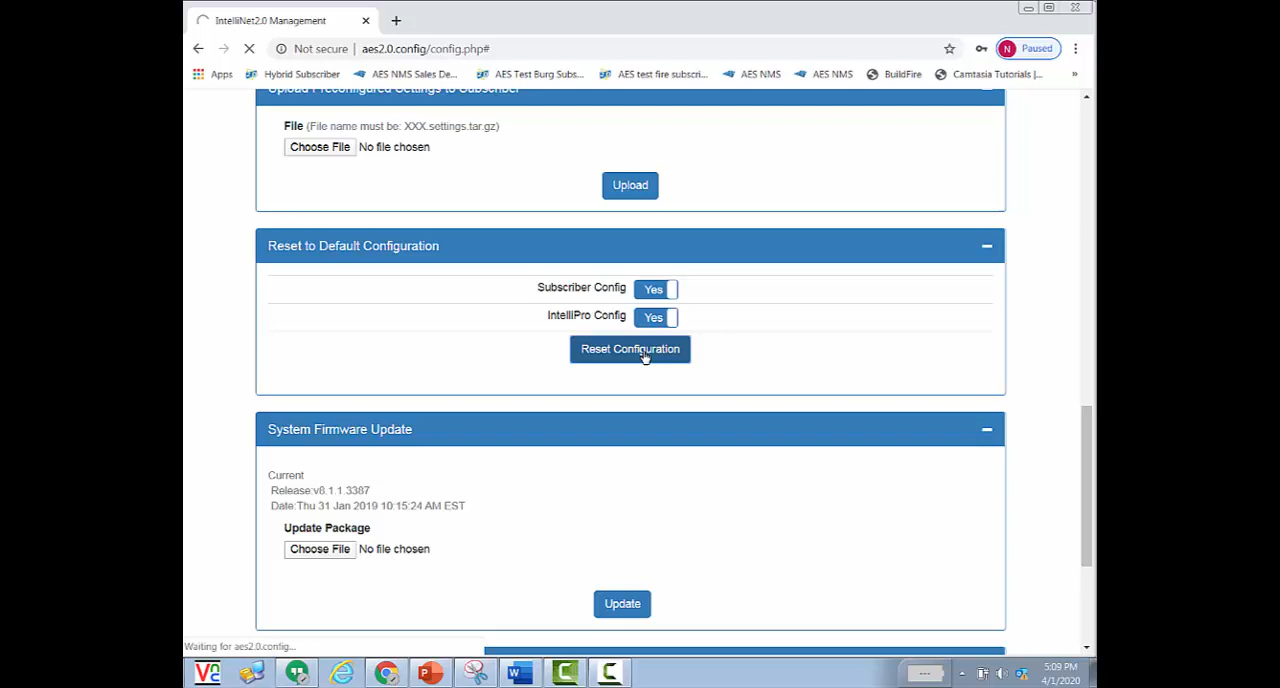 IntelliNet2.0 Management
Not secure | aes2.0.config/config.php#
N Paused
Apps Hybrid Subscriber AES NMS Sales De... AES Test Burg Subs... AES test fire subscri... AES NMS AES NMS BuildFire Camtasia Tutorials |... »
Upload Preconfigured Settings to Subscriber
File (File name must be: XXX.settings.tar.gz)
Choose File No file chosen
Upload
Reset to Default Configuration
Subscriber Config Yes
IntelliPro Config Yes
Reset Configuration
System Firmware Update
Current
Release:v8.1.1.3387
Date:Thu 31 Jan 2019 10:15:24 AM EST
Update Package
Choose File No file chosen
Update
Waiting for aes2.0.config...
5:09 PM
4/1/2020